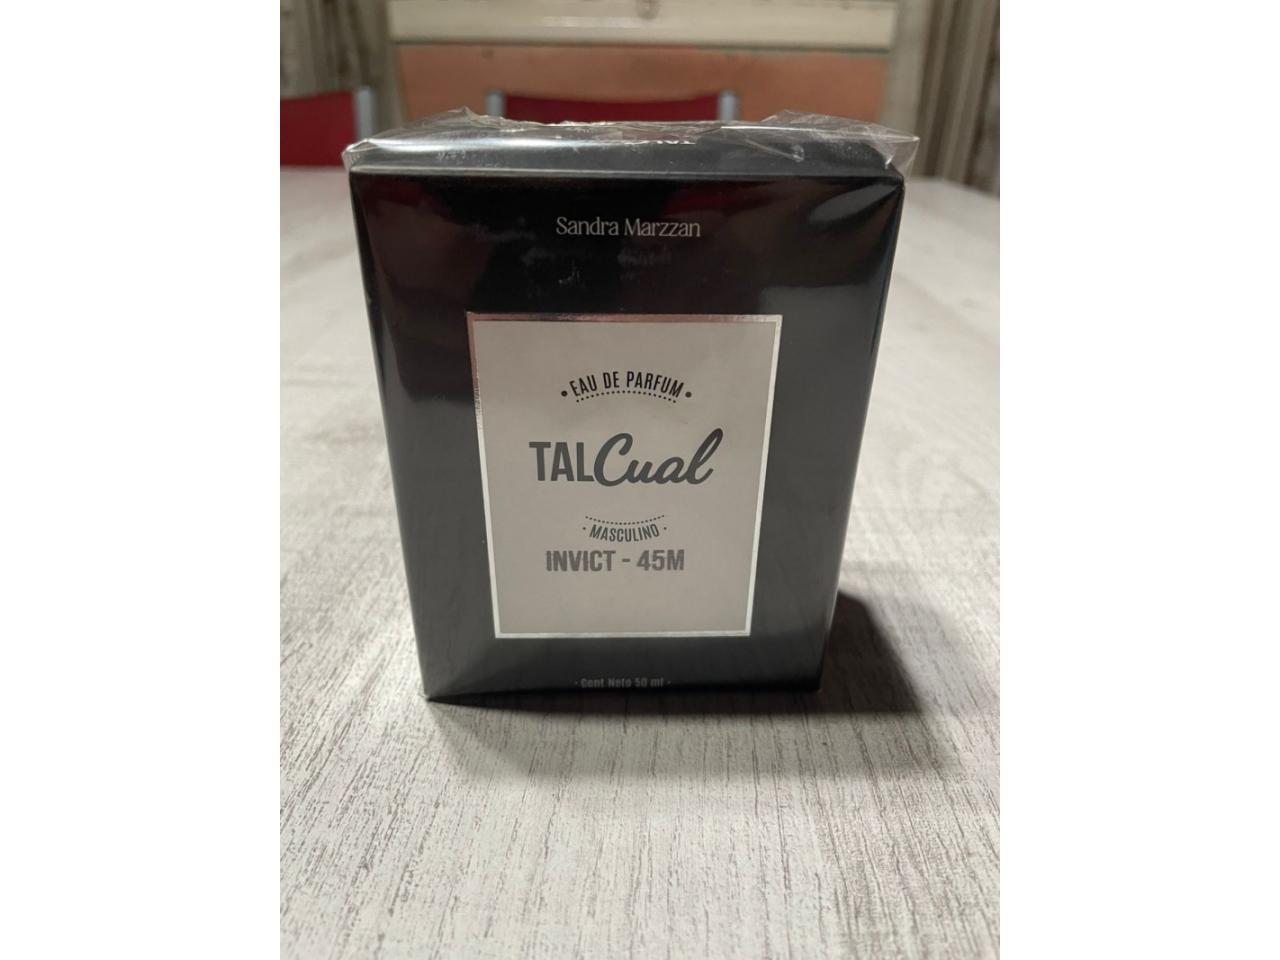 Sandra Marzzan
• EAU DE PARFUM •
TALCual
• MASCULINO •
INVICT - 45M
• Cont Neto 50 ml •